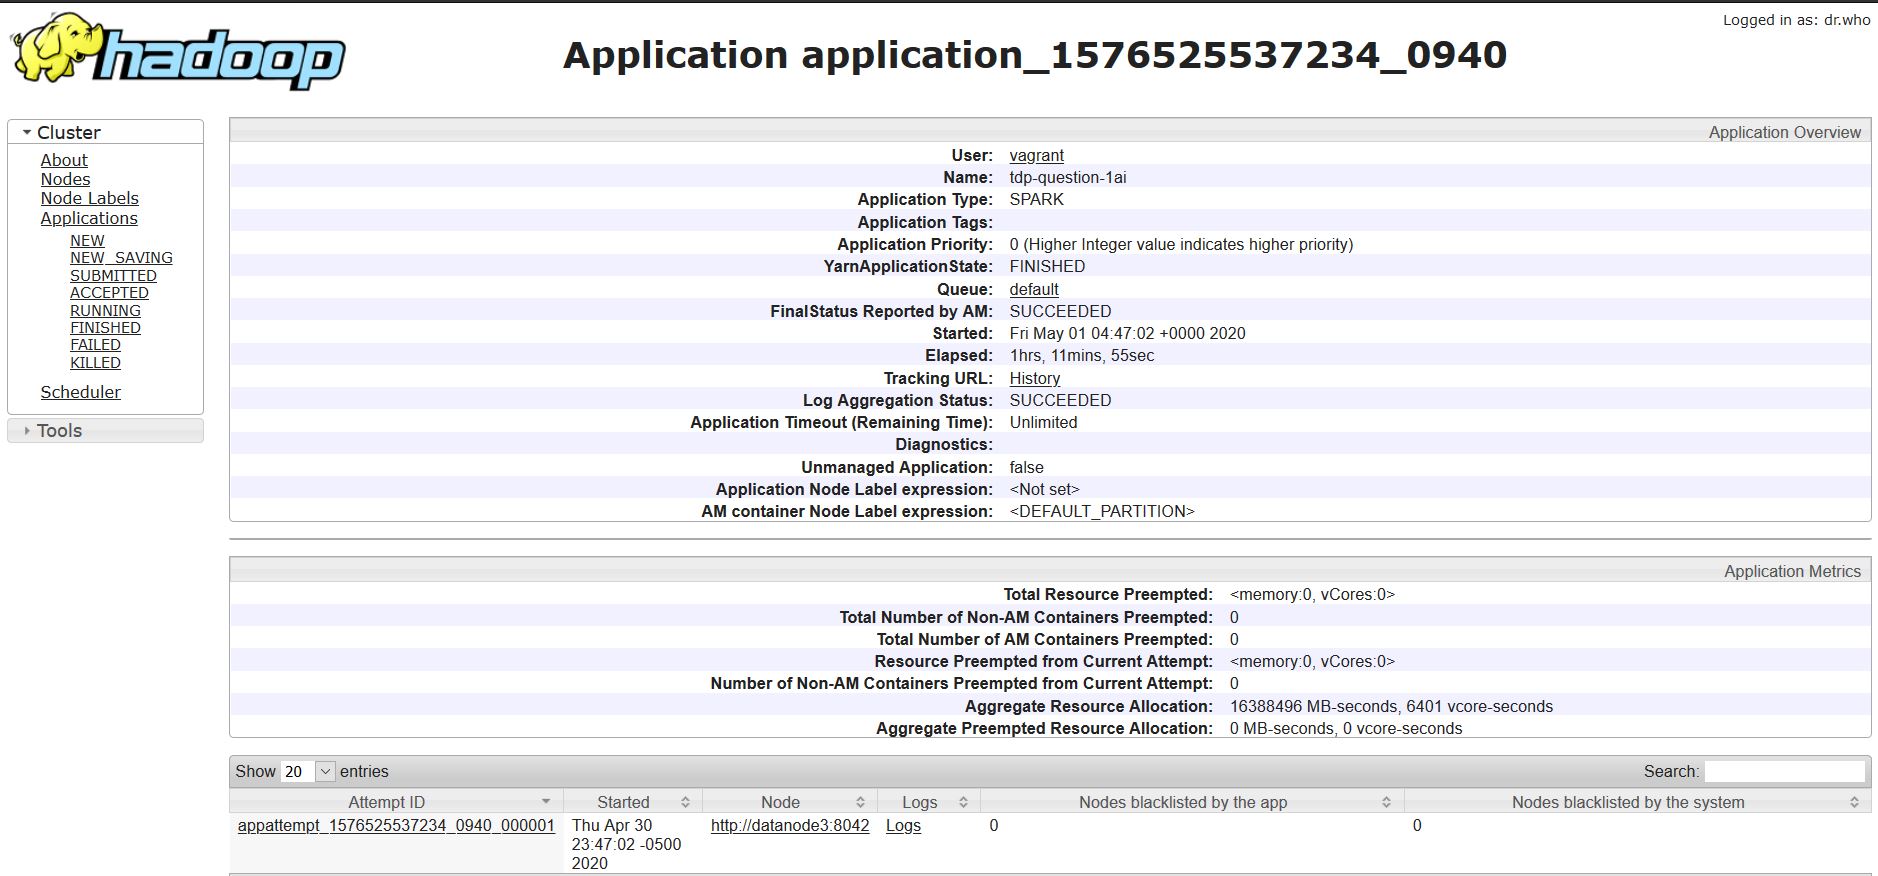 Logged in as: dr.who
hadoop
Application application_1576525537234_0940
Cluster
About
Nodes
Node Labels
Applications
NEW
NEW_SAVING
SUBMITTED
ACCEPTED
RUNNING
FINISHED
FAILED
KILLED
Scheduler
Tools
Application Overview
User: vagrant
Name: tdp-question-1ai
Application Type: SPARK
Application Tags:
Application Priority: 0 (Higher Integer value indicates higher priority)
YarnApplicationState: FINISHED
Queue: default
FinalStatus Reported by AM: SUCCEEDED
Started: Fri May 01 04:47:02 +0000 2020
Elapsed: 1hrs, 11mins, 55sec
Tracking URL: History
Log Aggregation Status: SUCCEEDED
Application Timeout (Remaining Time): Unlimited
Diagnostics:
Unmanaged Application: false
Application Node Label expression: <Not set>
AM container Node Label expression: <DEFAULT_PARTITION>
Application Metrics
Total Resource Preempted: <memory:0, vCores:0>
Total Number of Non-AM Containers Preempted: 0
Total Number of AM Containers Preempted: 0
Resource Preempted from Current Attempt: <memory:0, vCores:0>
Number of Non-AM Containers Preempted from Current Attempt: 0
Aggregate Resource Allocation: 16388496 MB-seconds, 6401 vcore-seconds
Aggregate Preempted Resource Allocation: 0 MB-seconds, 0 vcore-seconds
Show 20 entries Search:
Attempt ID Started Node Logs Nodes blacklisted by the app Nodes blacklisted by the system
appattempt_1576525537234_0940_000001 Thu Apr 30 http://datanode3:8042 Logs 0 0
23:47:02 -0500
2020